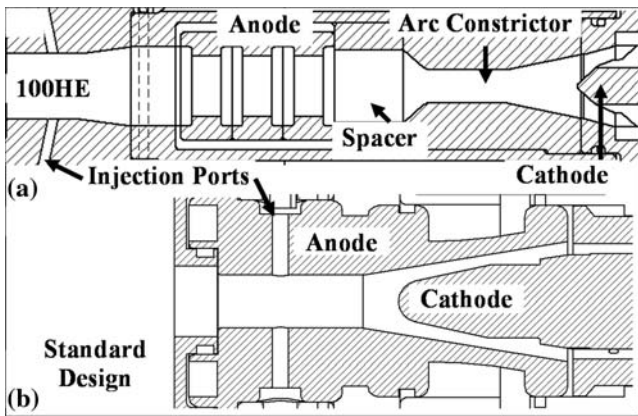 Anode
Arc Constrictor
100HE
Spacer
(a)
Injection Ports
Cathode
Anode
Cathode
Standard
Design
(b)